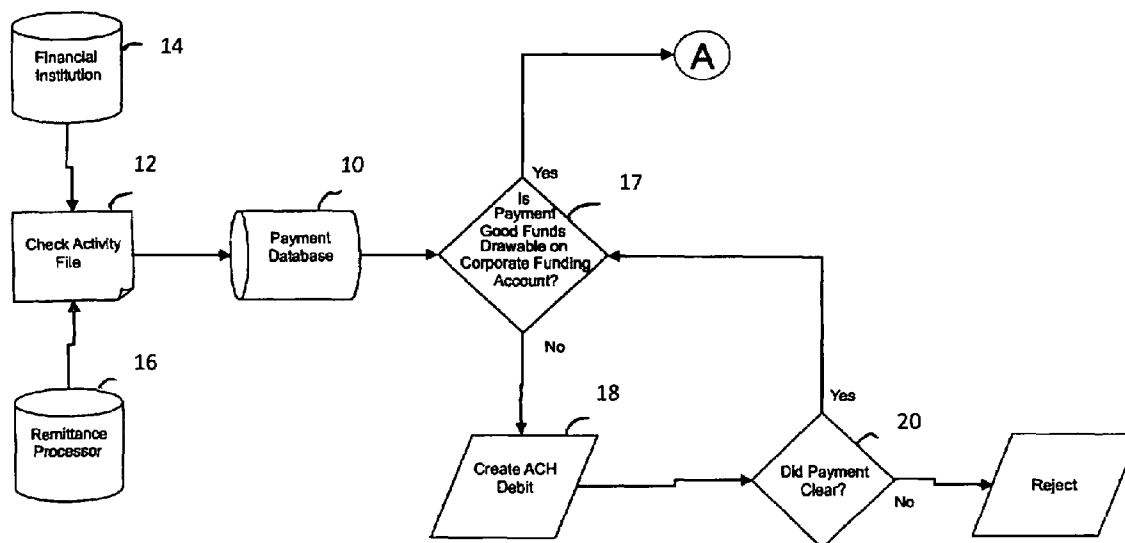 Financial
Institution
14
A
12
Check Activity
File
10
Payment
Database
Yes
17
Is
Payment
Good Funds
Drawable on
Corporate Funding
Account?
No
16
Remittance
Processor
18
Create ACH
Debit
Yes
20
Did Payment
Clear?
No
Reject